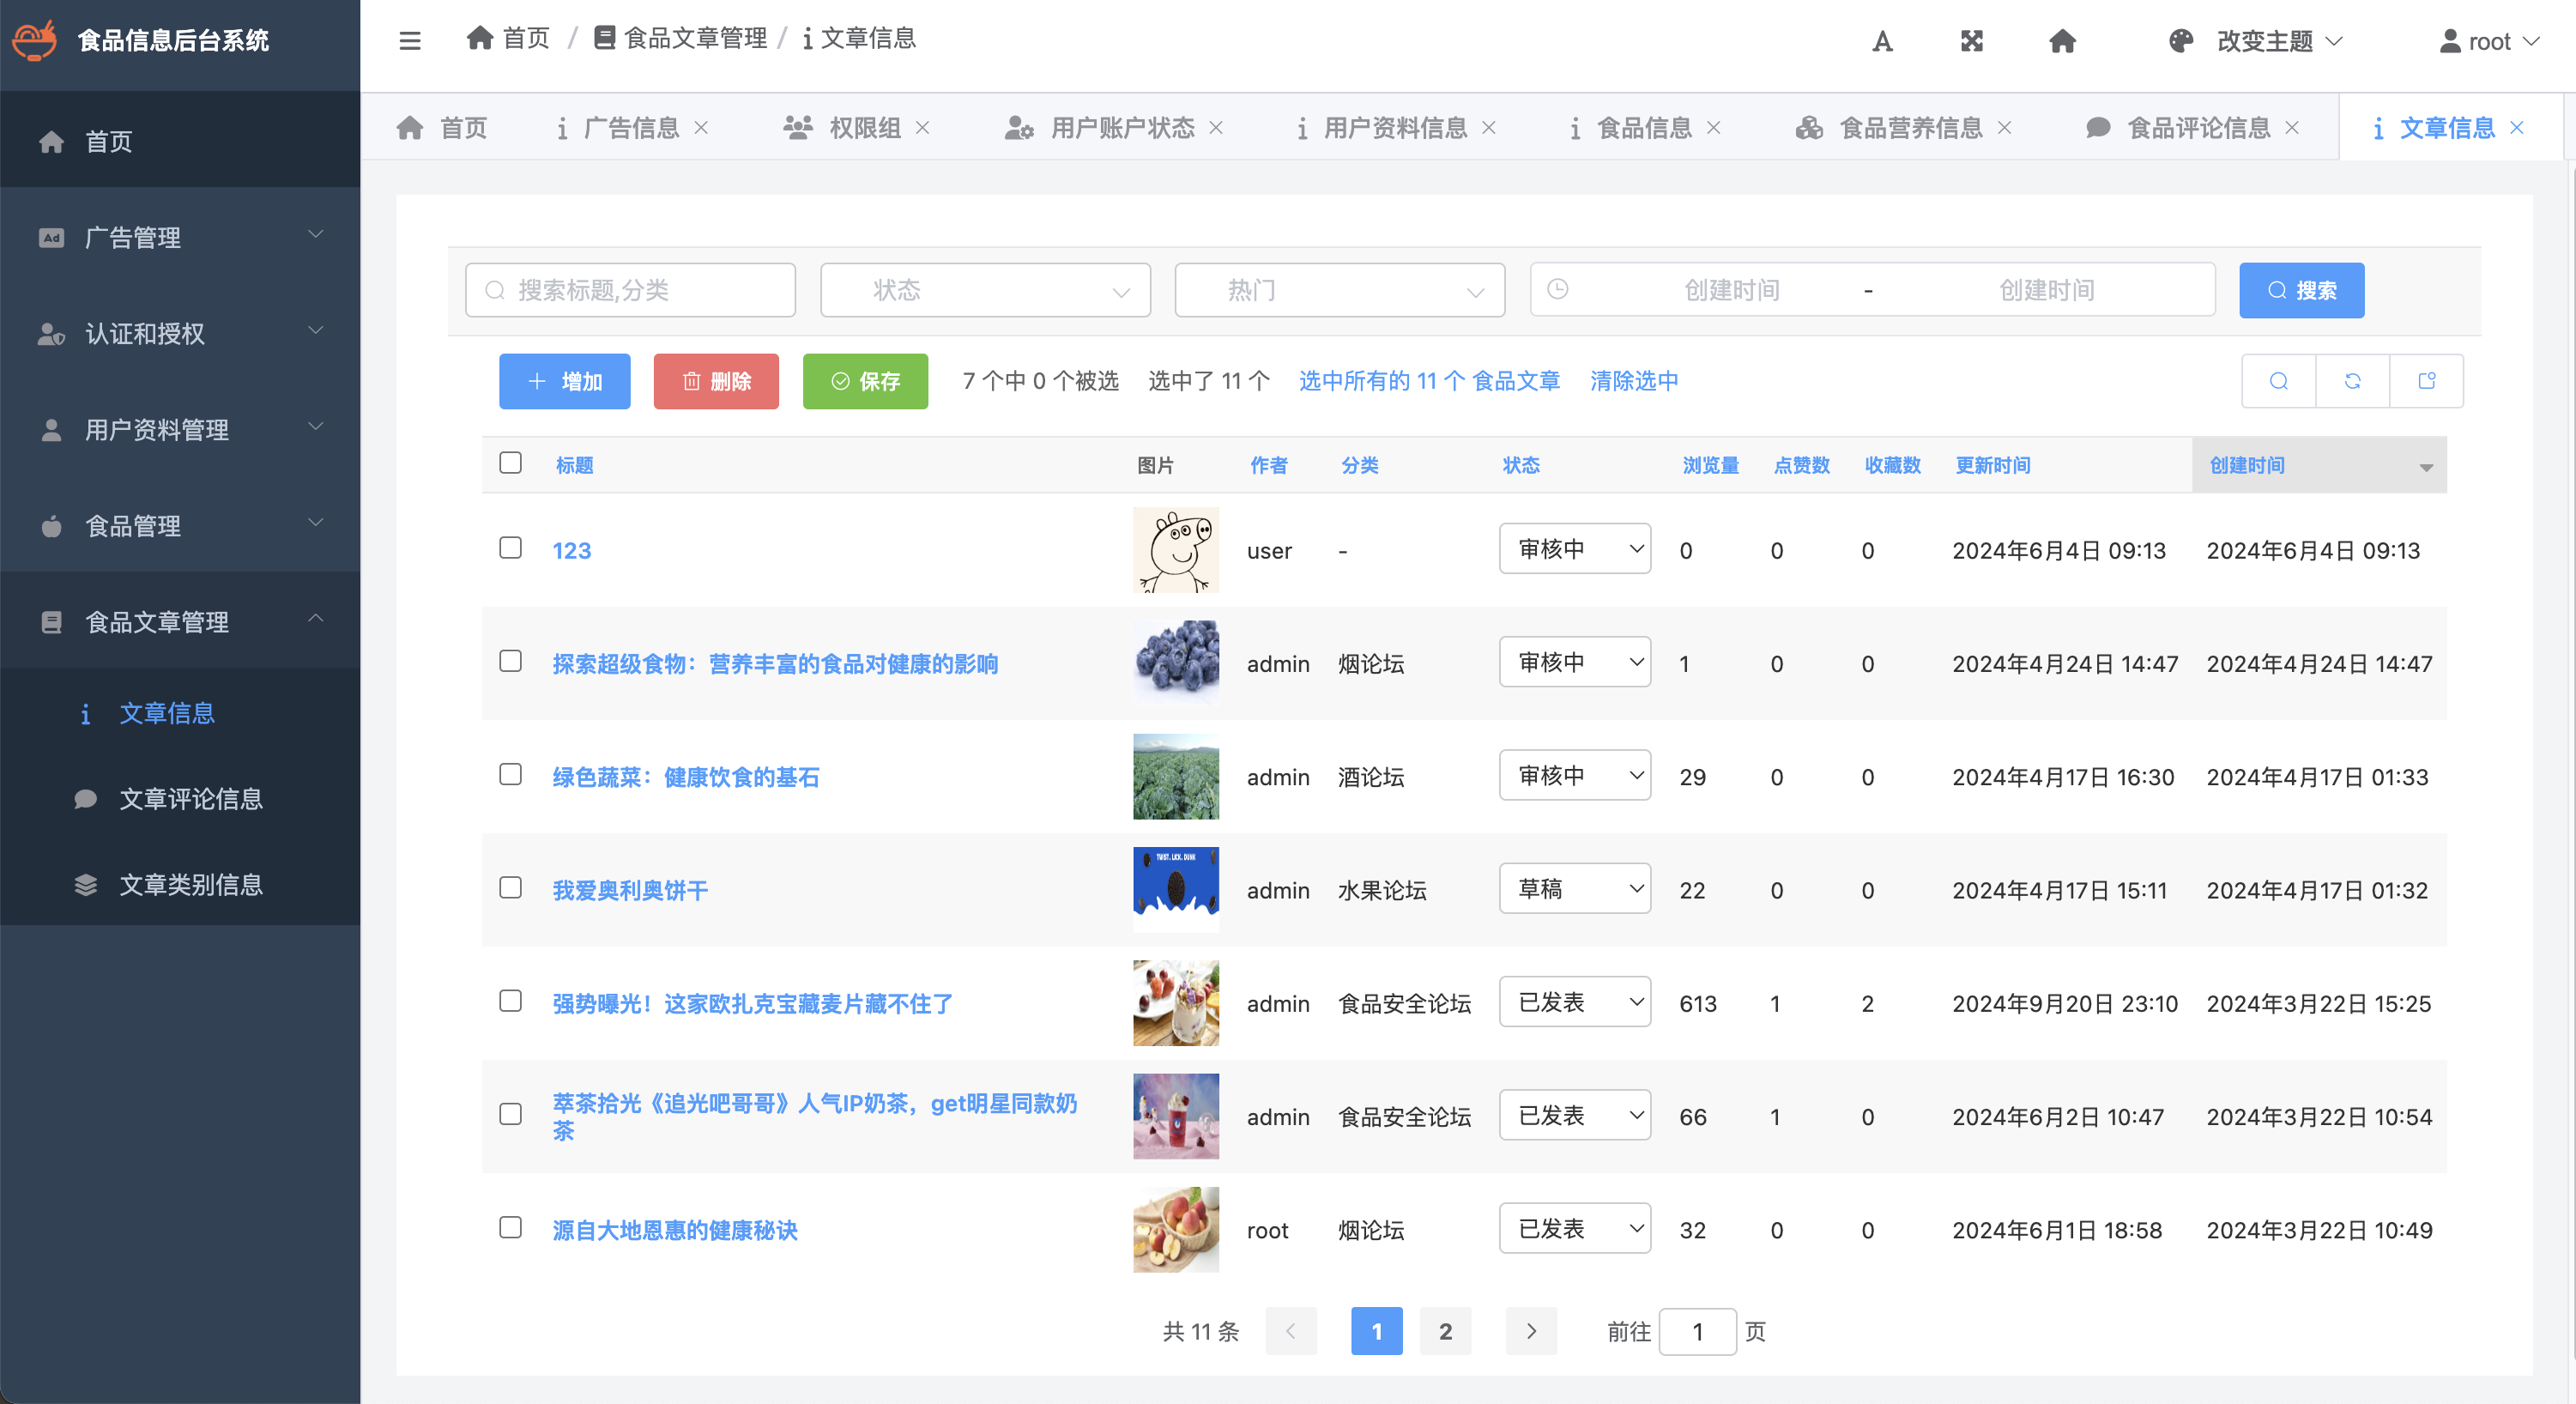 食品信息后台系统
首页 / 食品文章管理 / 文章信息
改变主题
root
首页
广告管理
认证和授权
用户资料管理
食品管理
食品文章管理
文章信息
文章评论信息
文章类别信息
首页 广告信息 权限组 用户账户状态 用户资料信息 食品信息 食品营养信息 食品评论信息 文章信息
搜索标题,分类 状态 热门 创建时间 - 创建时间 搜索
增加 删除 保存 7 个中 0 个被选 选中了 11 个 选中所有的 11 个 食品文章 清除选中
标题 图片 作者 分类 状态 浏览量 点赞数 收藏数 更新时间 创建时间
123 user - 审核中 0 0 0 2024年6月4日 09:13 2024年6月4日 09:13
探索超级食物：营养丰富的食品对健康的影响 admin 烟论坛 审核中 1 0 0 2024年4月24日 14:47 2024年4月24日 14:47
绿色蔬菜：健康饮食的基石 admin 酒论坛 审核中 29 0 0 2024年4月17日 16:30 2024年4月17日 01:33
TWIST. LICK. DUNK
我爱奥利奥饼干 admin 水果论坛 草稿 22 0 0 2024年4月17日 15:11 2024年4月17日 01:32
强势曝光！这家欧扎克宝藏麦片藏不住了 admin 食品安全论坛 已发表 613 1 2 2024年9月20日 23:10 2024年3月22日 15:25
萃茶拾光《追光吧哥哥》人气IP奶茶，get明星同款奶
茶 admin 食品安全论坛 已发表 66 1 0 2024年6月2日 10:47 2024年3月22日 10:54
源自大地恩惠的健康秘诀 root 烟论坛 已发表 32 0 0 2024年6月1日 18:58 2024年3月22日 10:49
共 11 条 1 2 前往 1 页